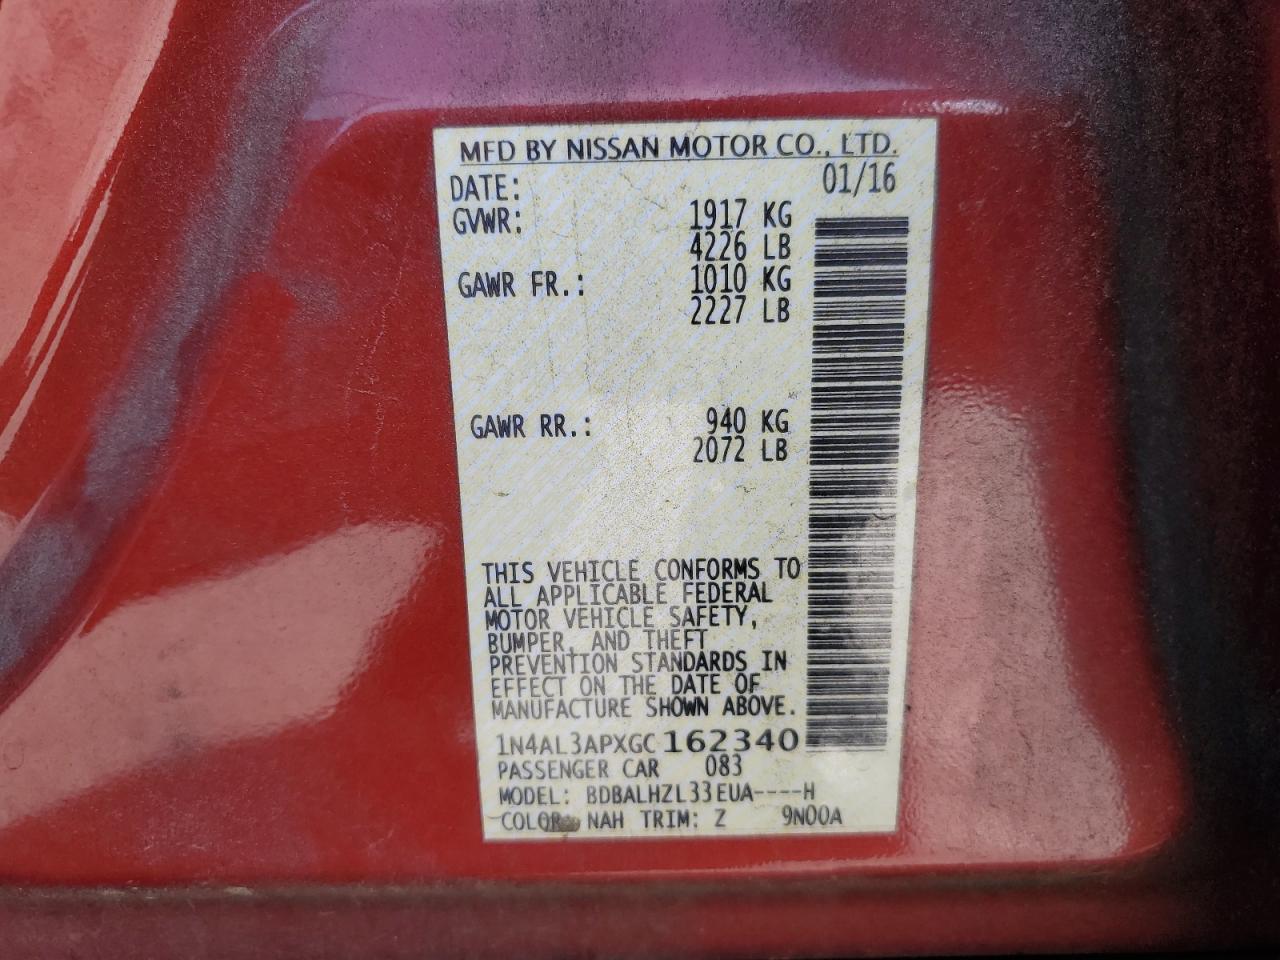 MFD BY NISSAN MOTOR CO., LTD.
DATE: 01/16
GVWR: 1917 KG
4226 LB
GAWR FR.: 1010 KG
2227 LB
GAWR RR.: 940 KG
2072 LB
THIS VEHICLE CONFORMS TO
ALL APPLICABLE FEDERAL
MOTOR VEHICLE SAFETY,
BUMPER, AND THEFT
PREVENTION STANDARDS IN
EFFECT ON THE DATE OF
MANUFACTURE SHOWN ABOVE.
1N4AL3APXGC162340
PASSENGER CAR 083
MODEL: BDBALHZL33EUA----H
COLOR: NAH TRIM: Z 9N00A